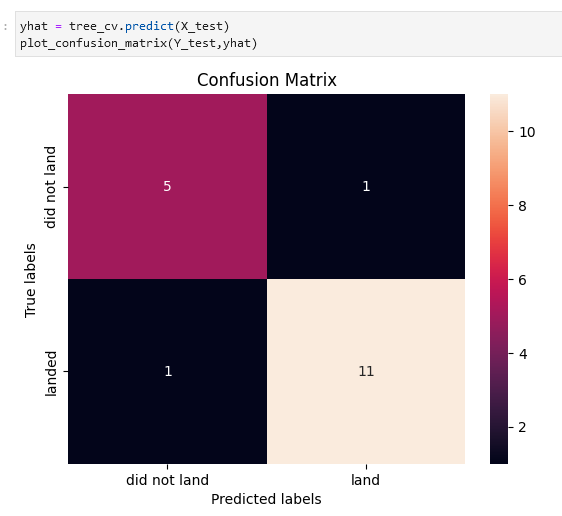 :
yhat = tree_cv.predict(X_test)
plot_confusion_matrix(Y_test,yhat)
Confusion Matrix
True labels
did not land
landed
5 1
1 11
did not land land
Predicted labels
10
8
6
4
2